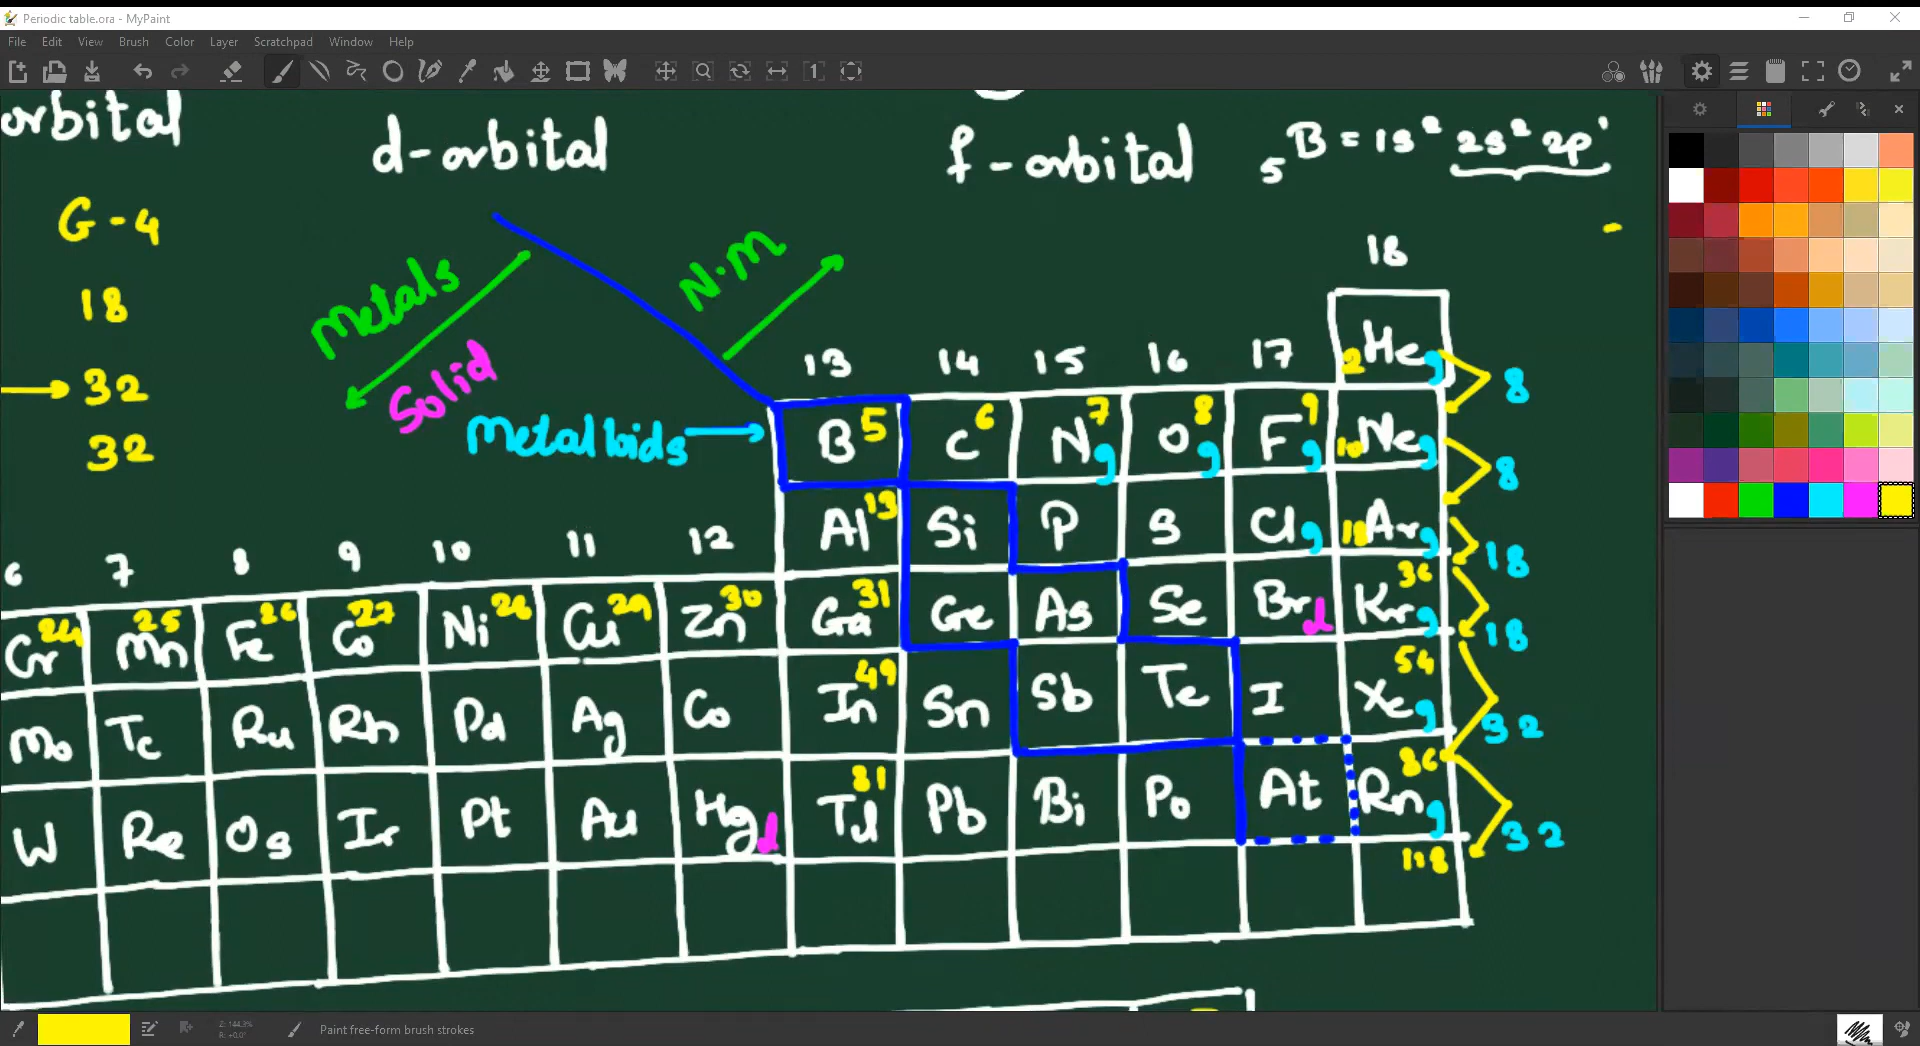 Periodic table.ora - MyPaint
File Edit View Brush Color Layer Scratchpad Window Help
orbital
d-orbital
f-orbital
5B = 1s² 2s² 2p¹
G-4
18
32
32
Metals
Solid
N.M
Metalloids
18
13 14 15 16 17
2 He g 8
B 5 C 6 N 7 g O 8 g F 9 g 10 Ne g 8
Al 13 Si P S Cl g 18 Ar g 18
6 7 8 9 10 11 12
Cr 24 Mn 25 Fe 26 Co 27 Ni 28 Cu 29 Zn 30 Ga 31 Ge As Se Br l Kr 36 g 18
Mo Tc Ru Rh Pd Ag Co In 49 Sn Sb Te I Xe 54 g 32
W Re Os Ir Pt Au Hg l Tl 81 Pb Bi Po At Rn 86 g 32
118
Z: 144.3%
R: +0.0°
Paint free-form brush strokes